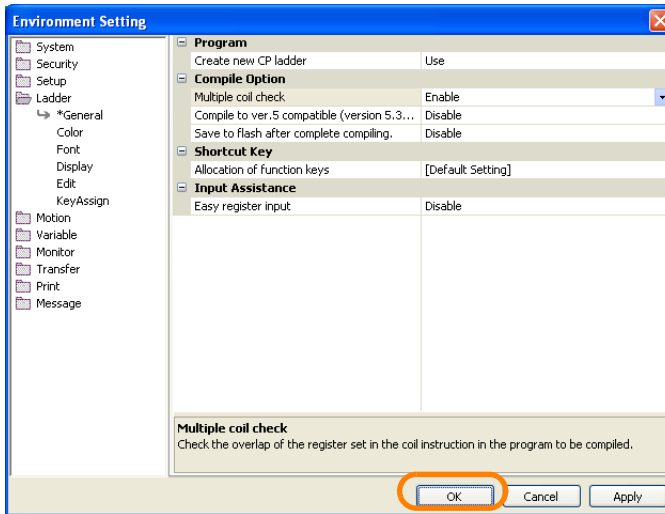 Environment Setting
System
Security
Setup
Ladder
*General
Color
Font
Display
Edit
KeyAssign
Motion
Variable
Monitor
Transfer
Print
Message
Program
Create new CP ladder Use
Compile Option
Multiple coil check Enable
Compile to ver.5 compatible (version 5.3... Disable
Save to flash after complete compiling. Disable
Shortcut Key
Allocation of function keys [Default Setting]
Input Assistance
Easy register input Disable
Multiple coil check
Check the overlap of the register set in the coil instruction in the program to be compiled.
OK Cancel Apply